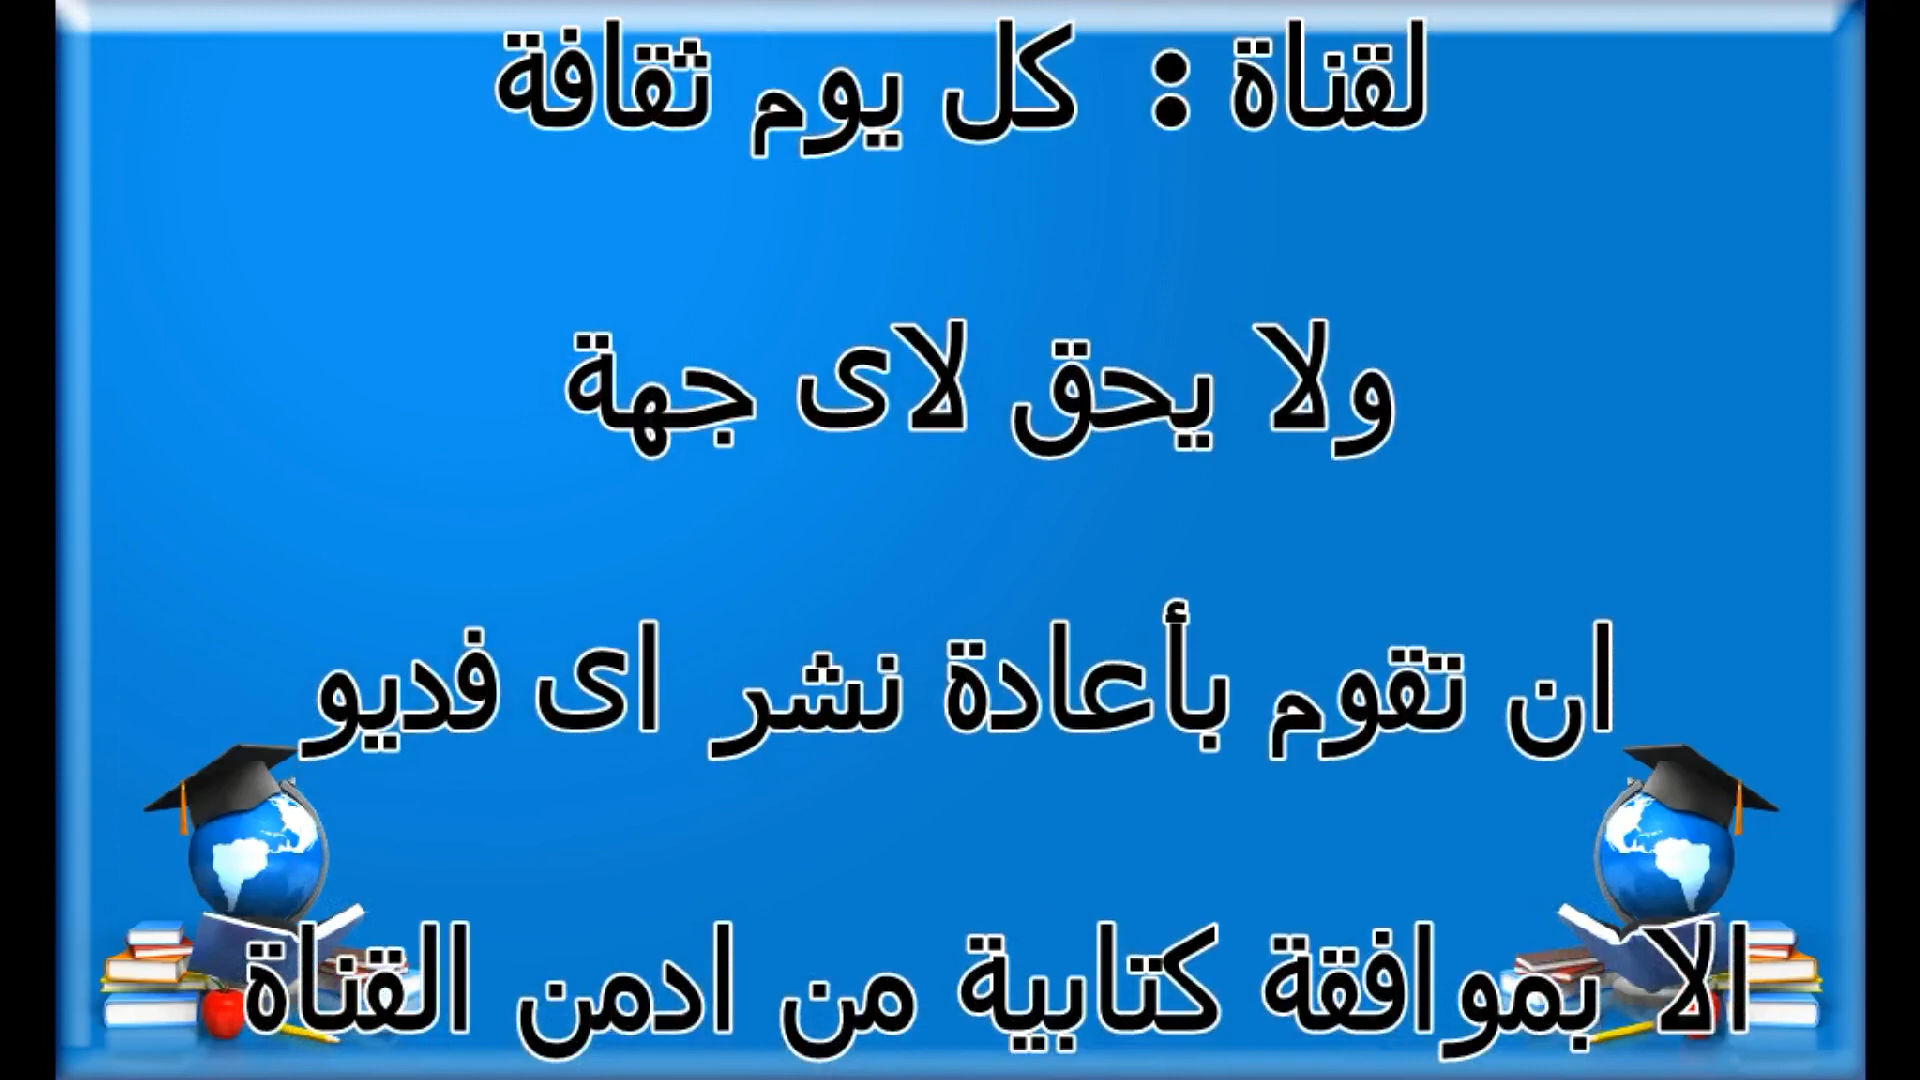 لقناة : كل يوم ثقافة
ولا يحق لاى جهة
ان تقوم بأعادة نشر اى فديو
الا بموافقة كتابية من ادمن القناة